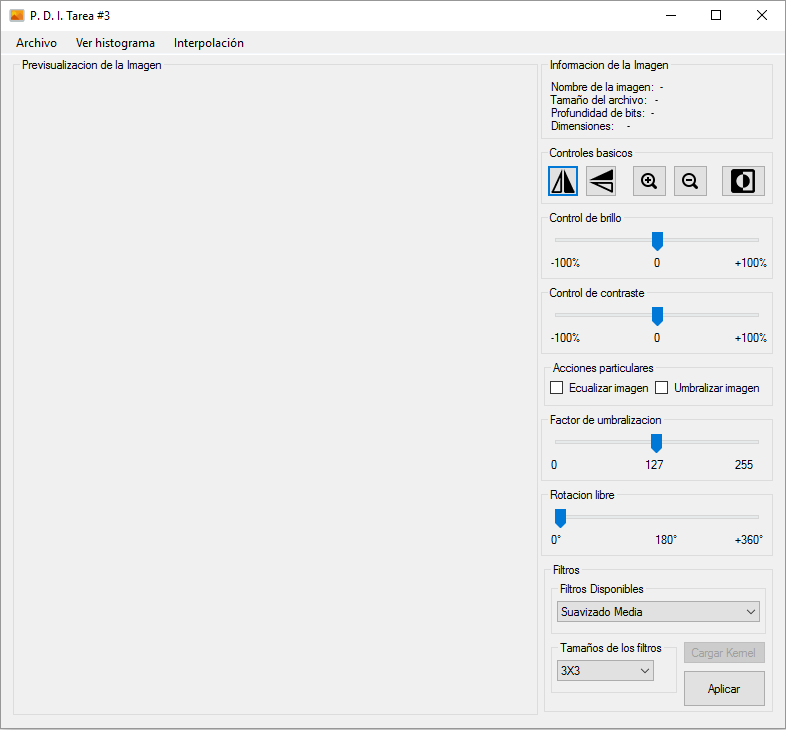 P. D. I. Tarea #3
Archivo Ver histograma Interpolación
Previsualizacion de la Imagen
Informacion de la Imagen
Nombre de la imagen: -
Tamaño del archivo: -
Profundidad de bits: -
Dimensiones: -
Controles basicos
Control de brillo
-100% 0 +100%
Control de contraste
-100% 0 +100%
Acciones particulares
Ecualizar imagen Umbralizar imagen
Factor de umbralizacion
0 127 255
Rotacion libre
0° 180° +360°
Filtros
Filtros Disponibles
Suavizado Media
Tamaños de los filtros
3X3
Cargar Kernel
Aplicar